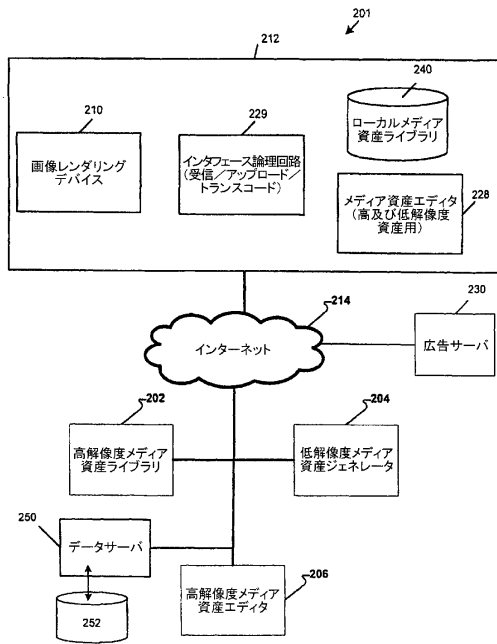 201
212
240
ローカルメディア
資産ライブラリ
210
画像レンダリング
デバイス
229
インタフェース論理回路
(受信/アップロード/
トランスコード)
メディア資産エディタ
(高及び低解像度
資産用)
228
214
インターネット
230
広告サーバ
202
高解像度メディア
資産ライブラリ
204
低解像度メディア
資産ジェネレータ
250
データサーバ
252
高解像度メディア
資産エディタ
206